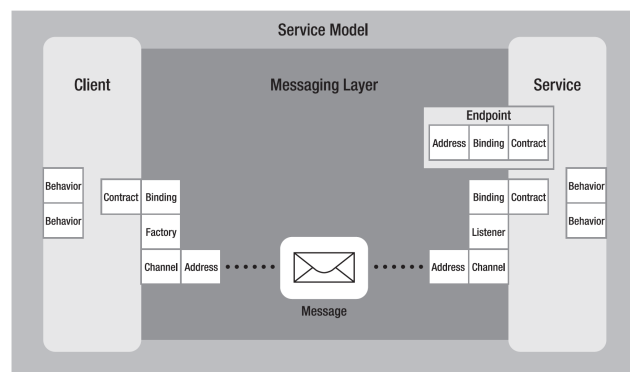 Service Model
Client
Messaging Layer
Service
Endpoint
Address Binding Contract
Behavior
Behavior
Contract Binding
Factory
Channel Address
Message
Binding Contract
Listener
Address Channel
Behavior
Behavior